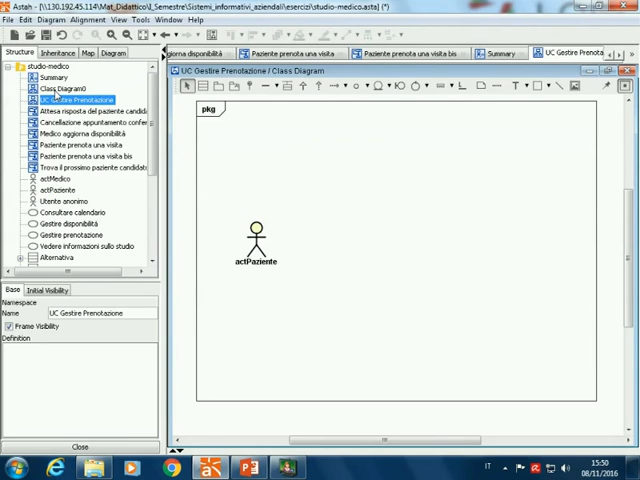 Astah - [\\130.192.45.114\Mat_Didattico\I_Semestre\Sistemi_informativi_aziendali\esercizi\studio-medico.asta] (*)
File Edit Diagram Alignment View Tools Window Help
Structure Inheritance Map Diagram
giorna disponibilità Paziente prenota una visita Paziente prenota una visita bis Summary UC Gestire Prenota
studio-medico
UC Gestire Prenotazione / Class Diagram
Summary
Class Diagram0
UC Gestire Prenotazione
Attesa risposta del paziente candida
Cancellazione appuntamento confer
Medico aggiorna disponibilità
Paziente prenota una visita
Paziente prenota una visita bis
Trova il prossimo paziente candidato
actMedico
actPaziente
Utente anonimo
Consultare calendario
Gestire disponibilità
Gestire prenotazione
Vedere informazioni sullo studio
Alternativa
pkg
T
actPaziente
Base Initial Visibility
Namespace
Name UC Gestire Prenotazione
Frame Visibility
Definition
Close
IT
15:50
08/11/2016